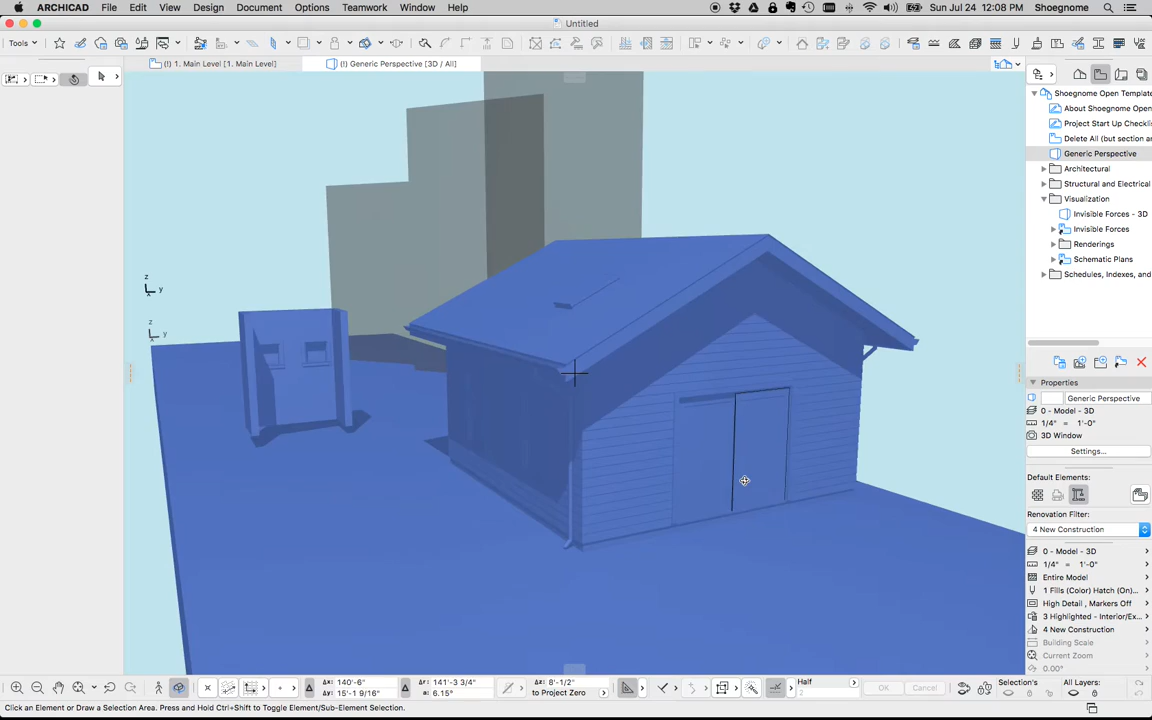 ARCHICAD File Edit View Design Document Options Teamwork Window Help Sun Jul 24 12:08 PM Shoegnome
Untitled
Tools
(!) 1. Main Level [1. Main Level] (!) Generic Perspective [3D / All]
Shoegnome Open Templat
About Shoegnome Open
Project Start Up Checklis
Delete All (but section ar
Generic Perspective
Architectural
Structural and Electrical
Visualization
Invisible Forces - 3D
Invisible Forces
Renderings
Schematic Plans
Schedules, Indexes, and
z
y
z
y
Properties
Generic Perspective
0 - Model - 3D
1/4" = 1'-0"
3D Window
Settings...
Default Elements:
Renovation Filter:
4 New Construction
0 - Model - 3D
1/4" = 1'-0"
Entire Model
1 Fills (Color) Hatch (On)...
High Detail , Markers Off
3 Highlighted - Interior/Ex...
4 New Construction
Building Scale
Current Zoom
0.00°
Δx: 140'-6"
Δy: 15'-1 9/16"
141'-3 3/4"
a: 6.15°
Δz: 8'-1/2"
to Project Zero
Half
2
OK Cancel
Selection's All Layers:
Click an Element or Draw a Selection Area. Press and Hold Ctrl+Shift to Toggle Element/Sub-Element Selection.